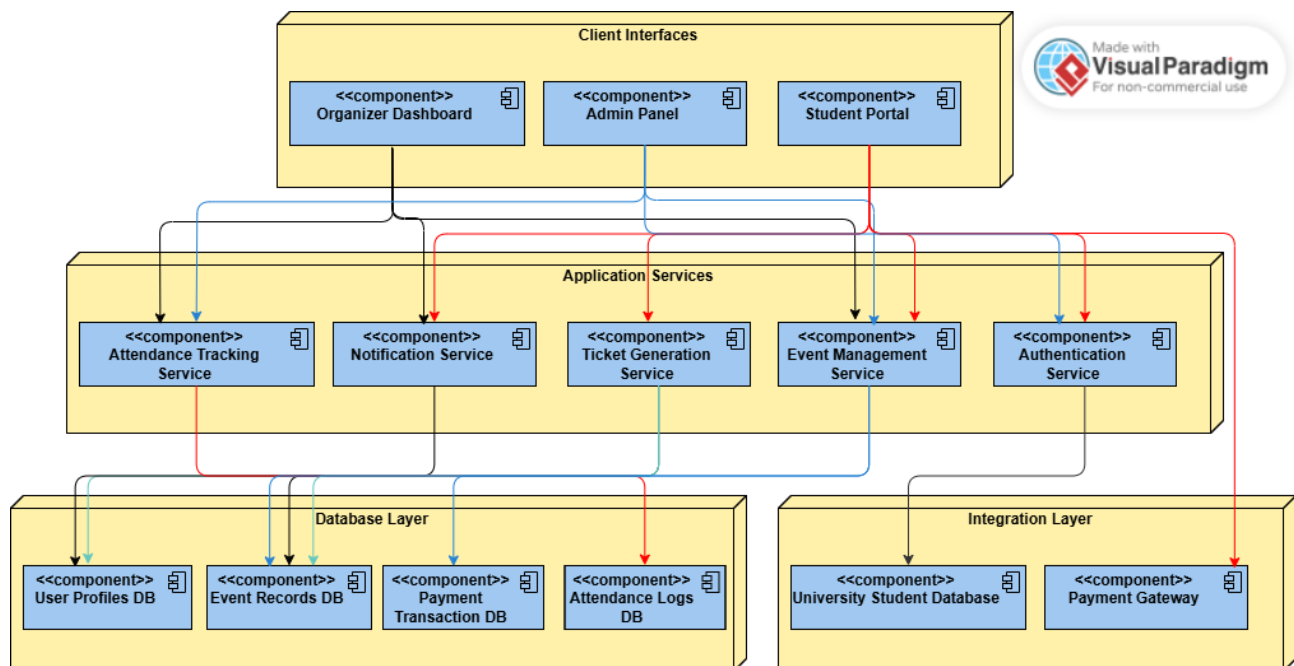 Client Interfaces
Made with
Visual Paradigm
For non-commercial use
<<component>>
Organizer Dashboard
<<component>>
Admin Panel
<<component>>
Student Portal
Application Services
<<component>>
Attendance Tracking
Service
<<component>>
Notification Service
<<component>>
Ticket Generation
Service
<<component>>
Event Management
Service
<<component>>
Authentication
Service
Database Layer
Integration Layer
<<component>>
User Profiles DB
<<component>>
Event Records DB
<<component>>
Payment
Transaction DB
<<component>>
Attendance Logs
DB
<<component>>
University Student Database
<<component>>
Payment Gateway